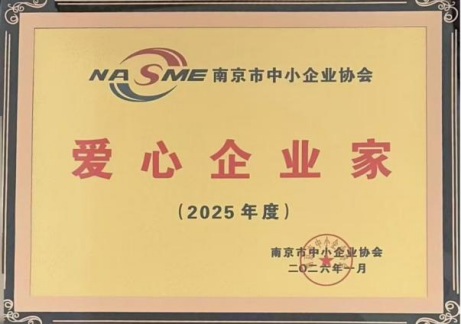 NASME 南京市中小企业协会
爱心企业家
（2025年度）
南京市中小企业协会
二〇二六年一月